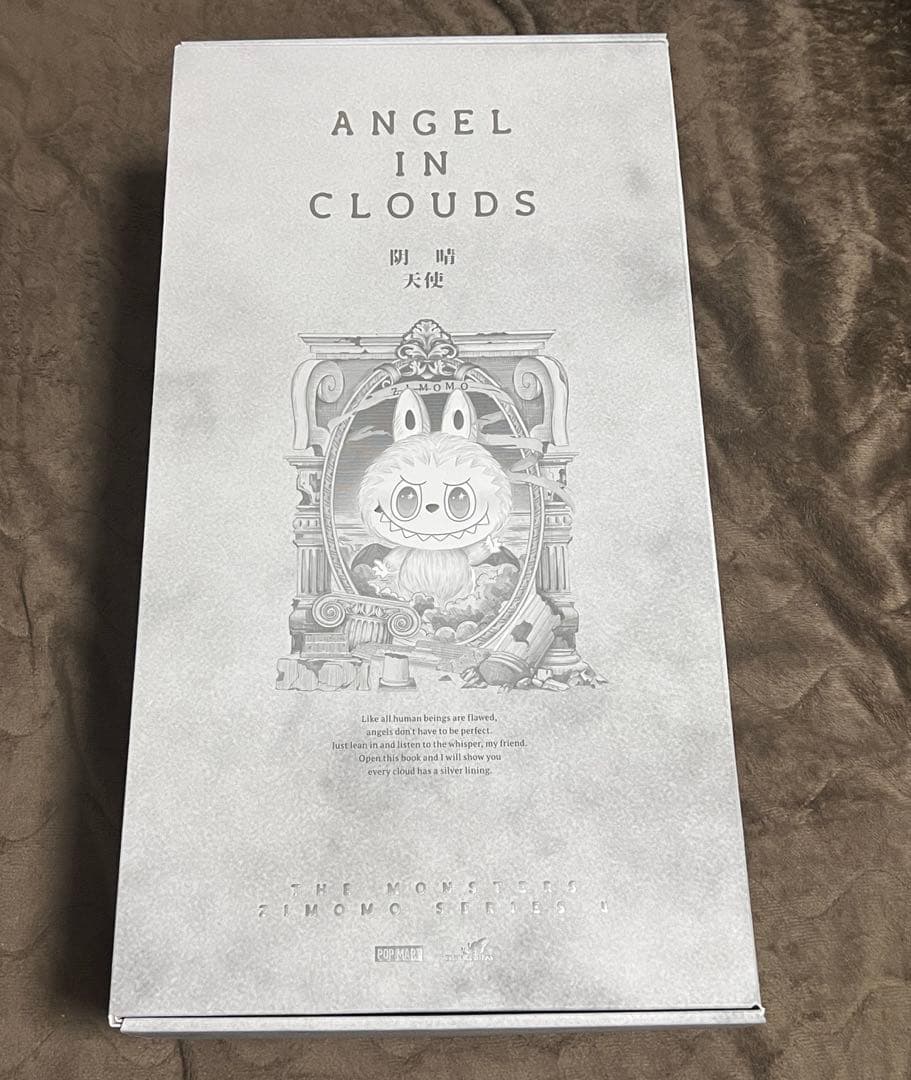 ANGEL
IN
CLOUDS
阴 晴
天使
ZIMOMO
Like all human beings are flawed,
angels don't have to be perfect.
Just lean in and listen to the whisper, my friend.
Open this book and I will show you
every cloud has a silver lining.
THE MONSTERS
ZIMOMO SERIES
POP MART